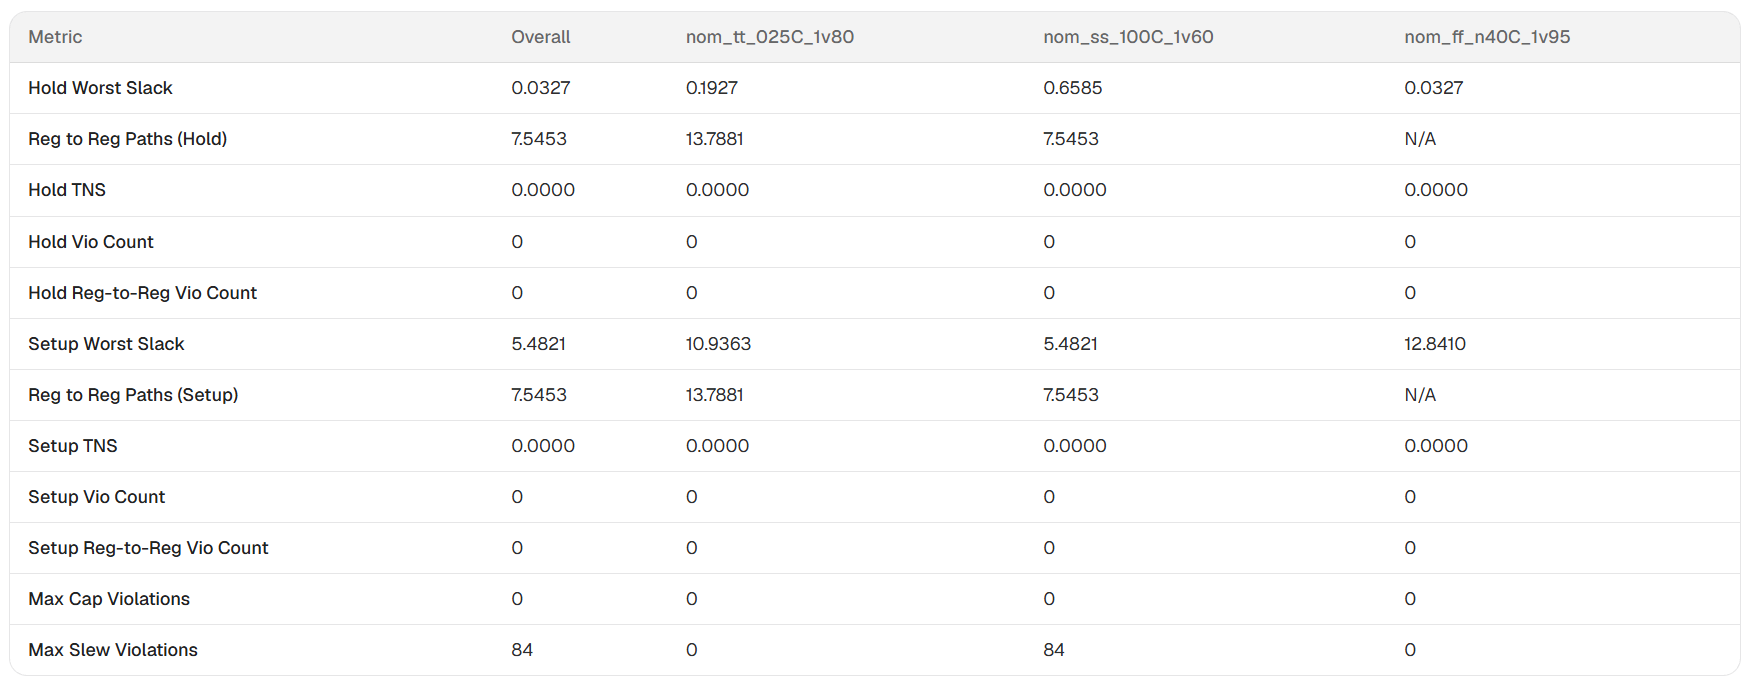 Metric Overall nom_tt_025C_1v80 nom_ss_100C_1v60 nom_ff_n40C_1v95
Hold Worst Slack 0.0327 0.1927 0.6585 0.0327
Reg to Reg Paths (Hold) 7.5453 13.7881 7.5453 N/A
Hold TNS 0.0000 0.0000 0.0000 0.0000
Hold Vio Count 0 0 0 0
Hold Reg-to-Reg Vio Count 0 0 0 0
Setup Worst Slack 5.4821 10.9363 5.4821 12.8410
Reg to Reg Paths (Setup) 7.5453 13.7881 7.5453 N/A
Setup TNS 0.0000 0.0000 0.0000 0.0000
Setup Vio Count 0 0 0 0
Setup Reg-to-Reg Vio Count 0 0 0 0
Max Cap Violations 0 0 0 0
Max Slew Violations 84 0 84 0